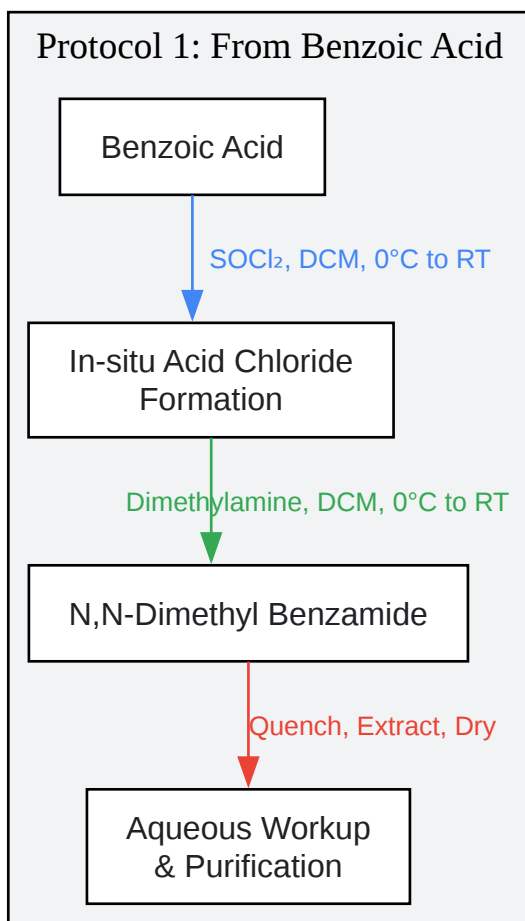 Protocol 1: From Benzoic Acid
Benzoic Acid
SOCl₂, DCM, 0°C to RT
In-situ Acid Chloride
Formation
Dimethylamine, DCM, 0°C to RT
N,N-Dimethyl Benzamide
Quench, Extract, Dry
Aqueous Workup
& Purification